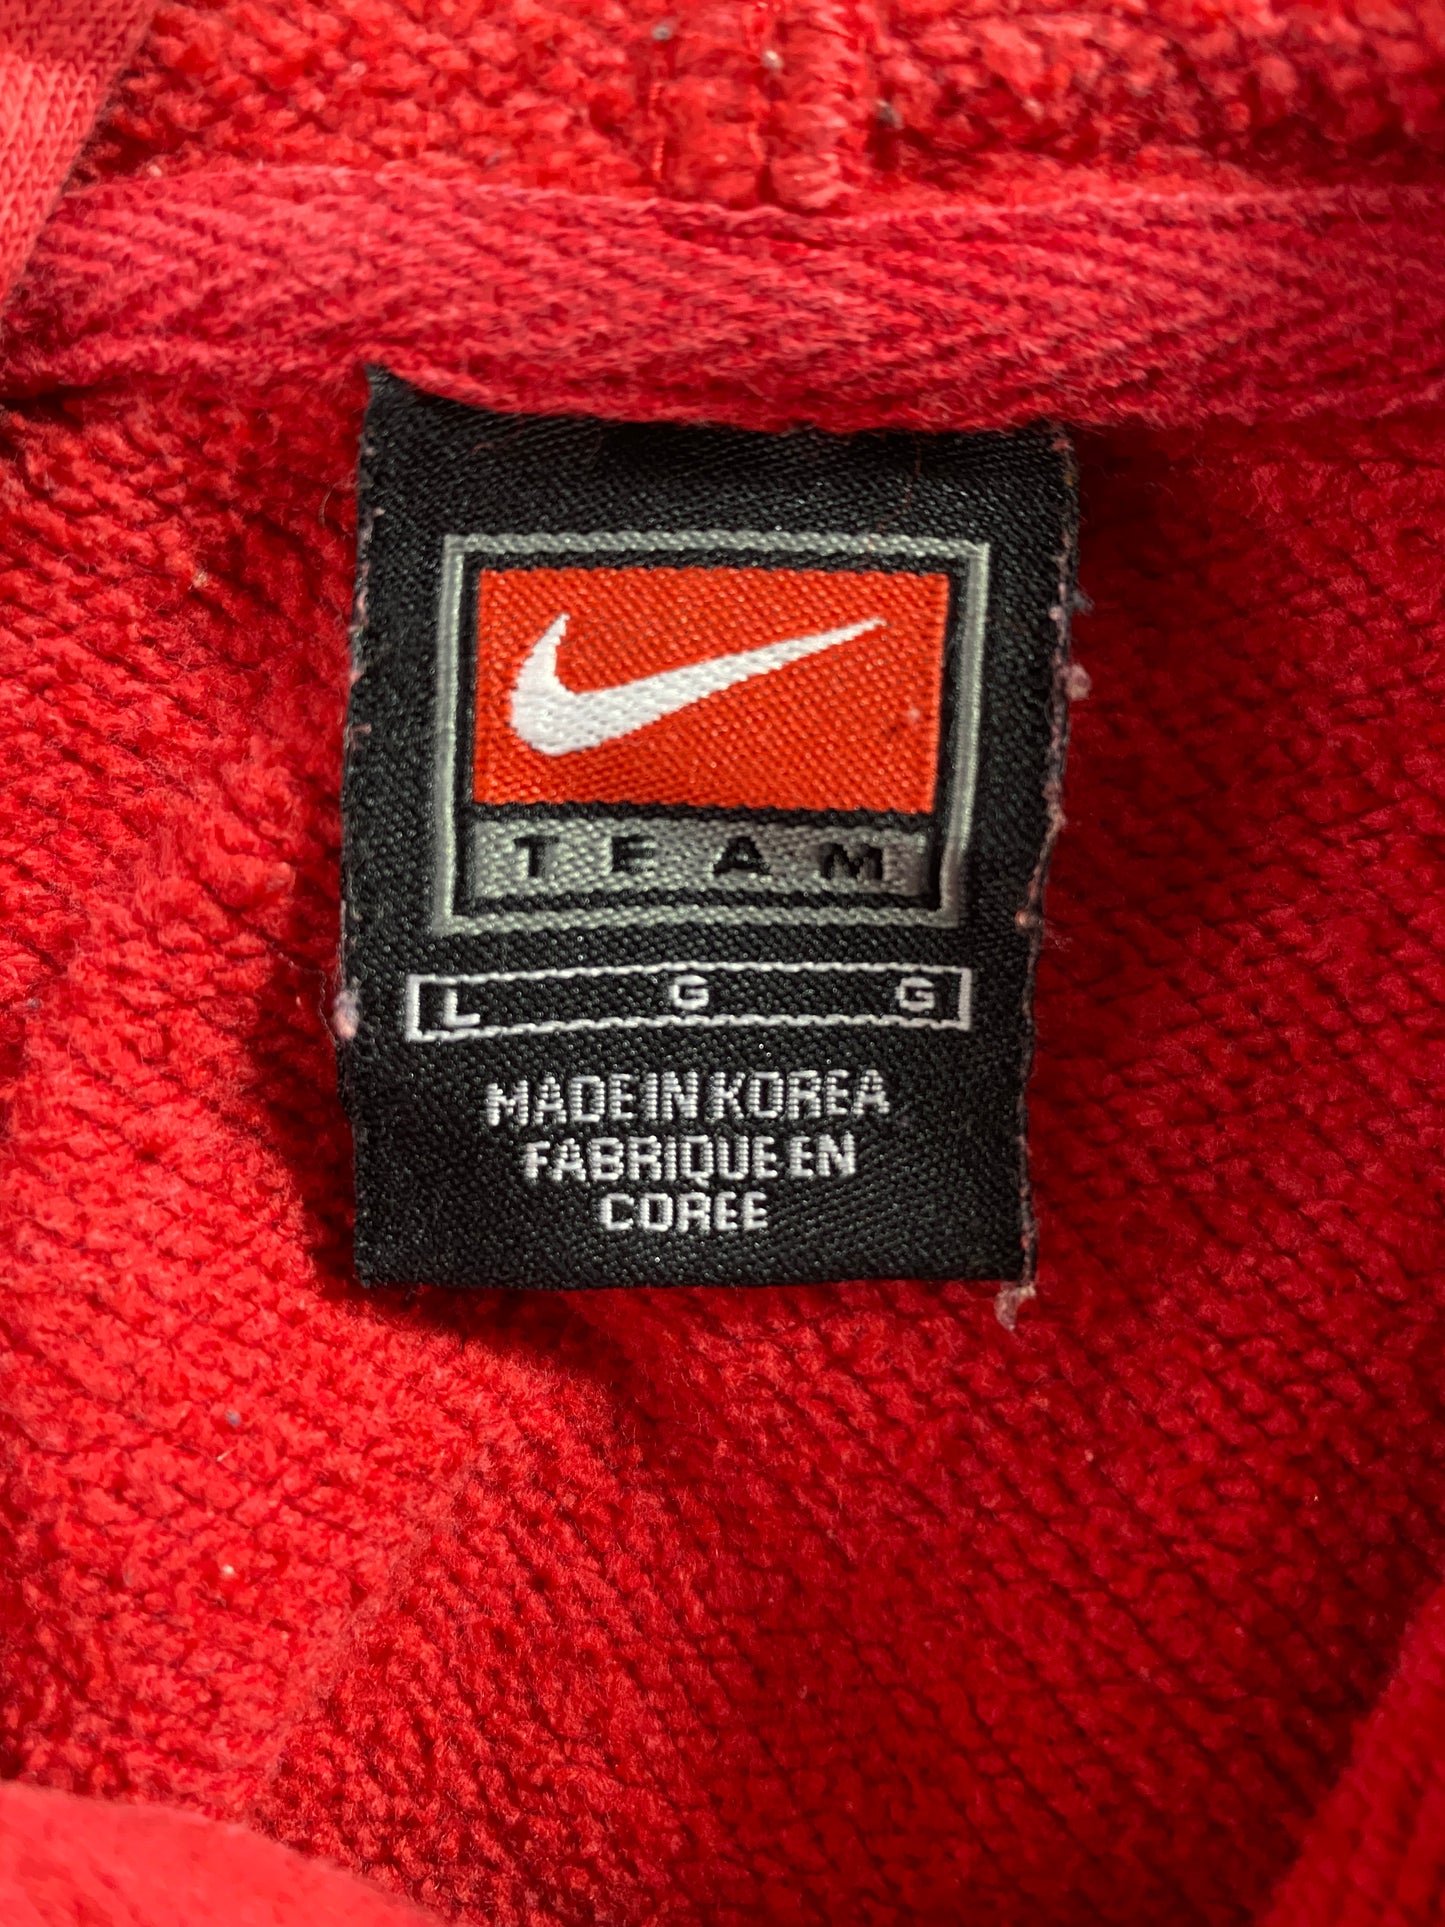 TEAM
L G G
MADE IN KOREA
FABRIQUE EN
COREE